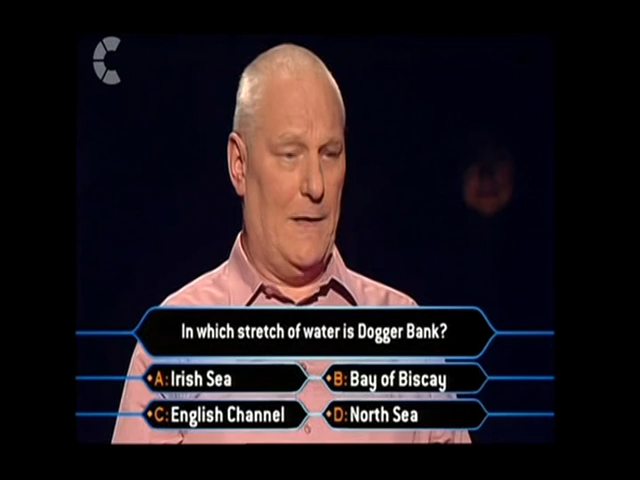 In which stretch of water is Dogger Bank?
A: Irish Sea
B: Bay of Biscay
C: English Channel
D: North Sea